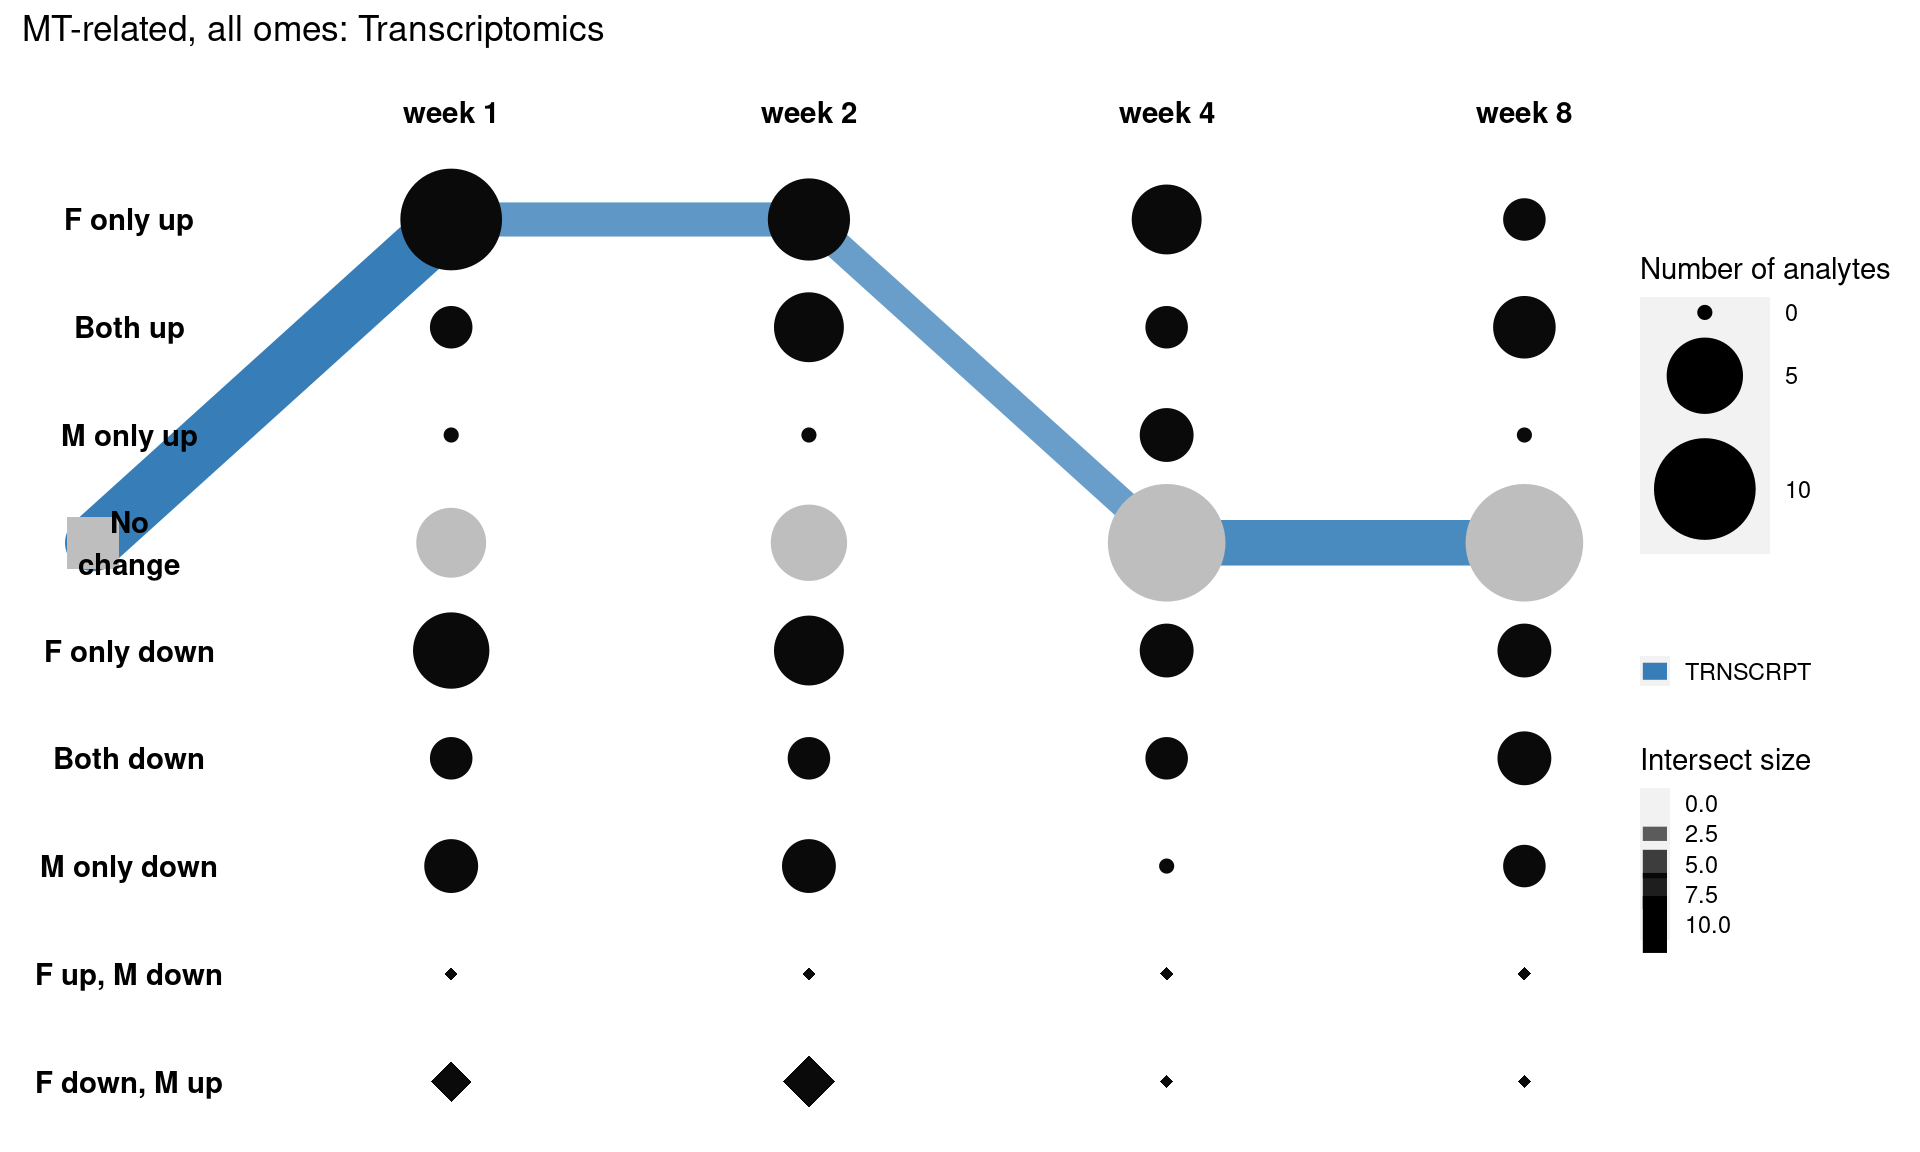 MT-related, all omes: Transcriptomics
week 1 week 2 week 4 week 8
F only up
Both up
M only up
No
change
F only down
Both down
M only down
F up, M down
F down, M up
Number of analytes
0
5
10
TRNSCRPT
Intersect size
0.0
2.5
5.0
7.5
10.0